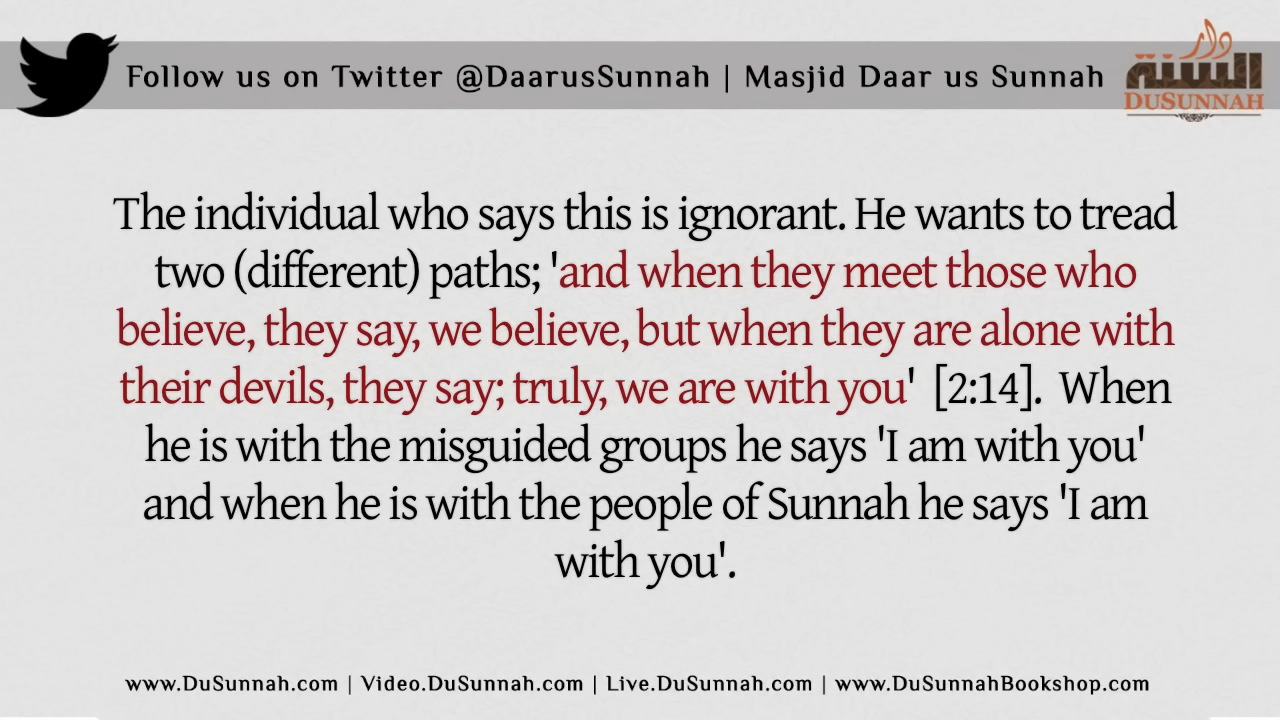 Follow us on Twitter @DaarusSunnah | Masjid Daar us Sunnah
دار
السنة
DUSUNNAH
The individual who says this is ignorant. He wants to tread
two (different) paths; 'and when they meet those who
believe, they say, we believe, but when they are alone with
their devils, they say; truly, we are with you' [2:14]. When
he is with the misguided groups he says 'I am with you'
and when he is with the people of Sunnah he says 'I am
with you'.
www.DuSunnah.com | Video.DuSunnah.com | Live.DuSunnah.com | www.DuSunnahBookshop.com